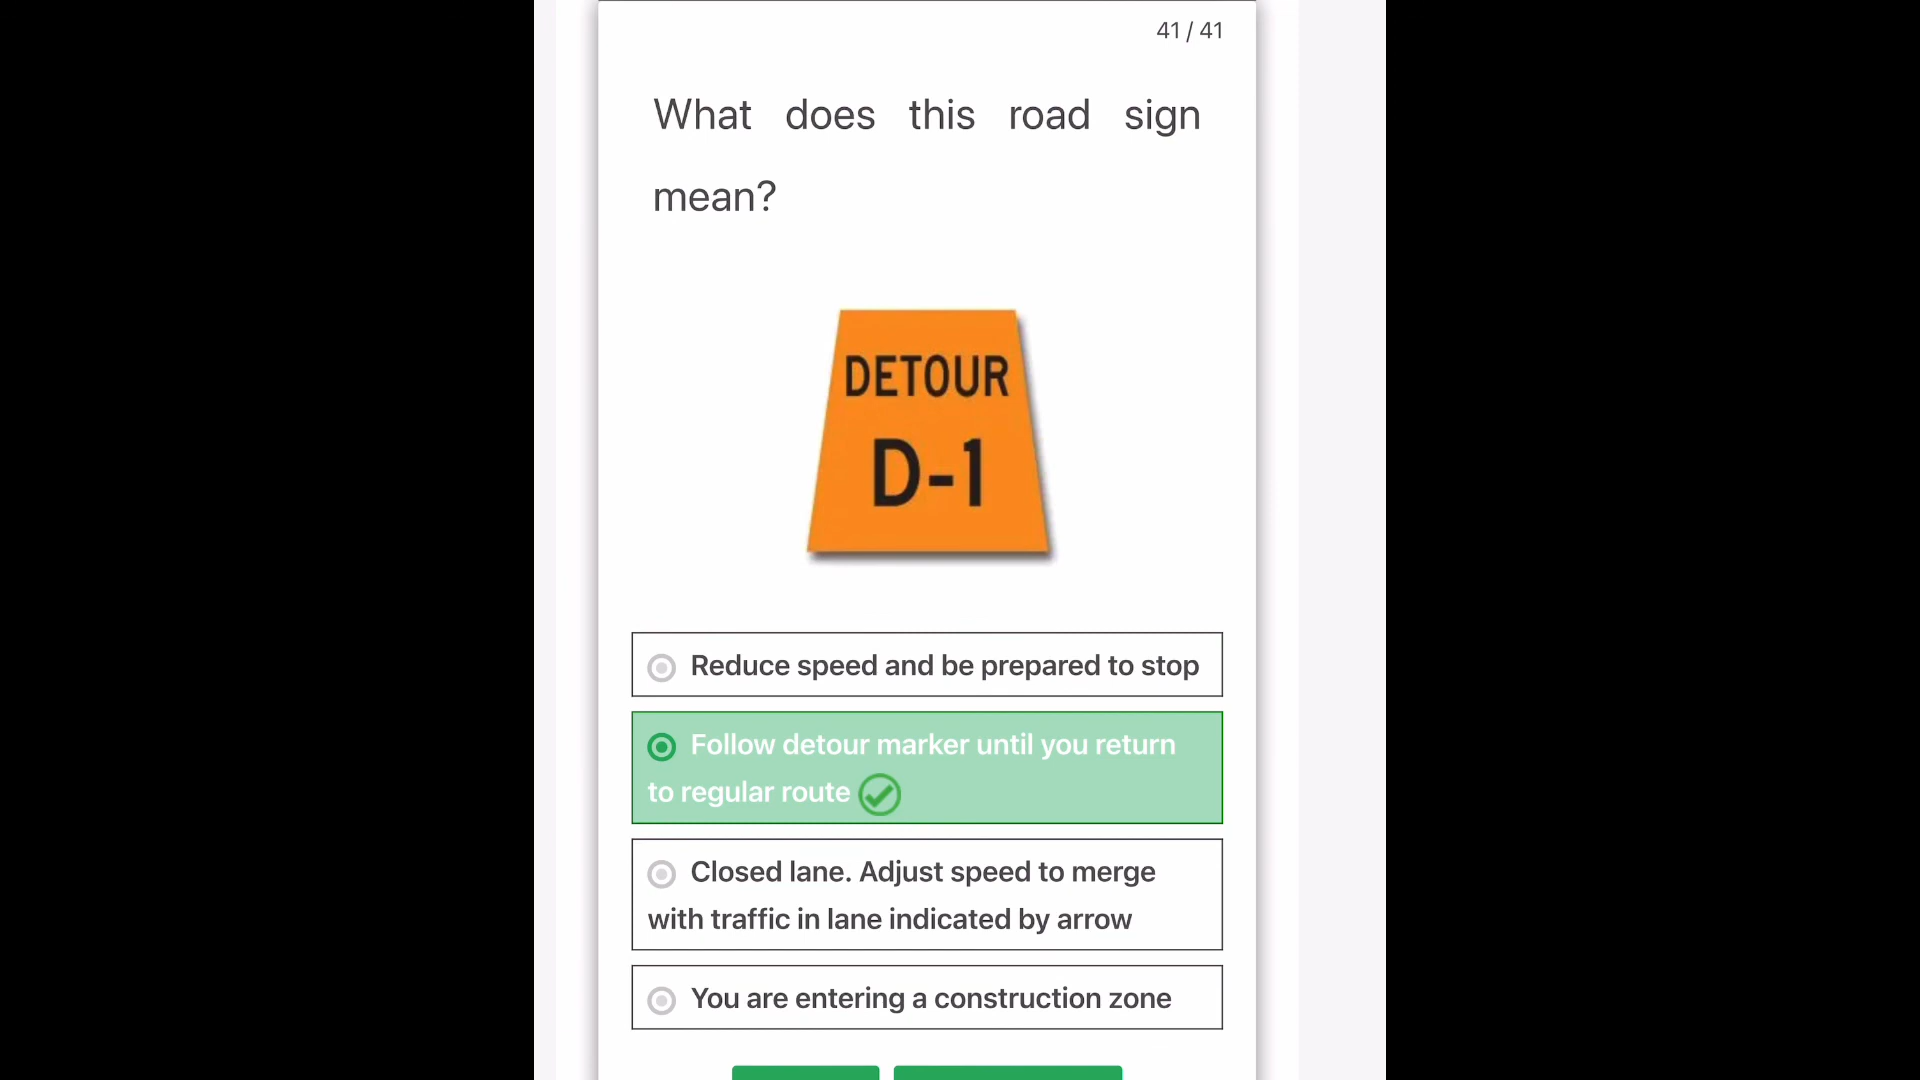 41 / 41
What does this road sign
mean?
DETOUR
D-1
Reduce speed and be prepared to stop
Follow detour marker until you return
to regular route
Closed lane. Adjust speed to merge
with traffic in lane indicated by arrow
You are entering a construction zone